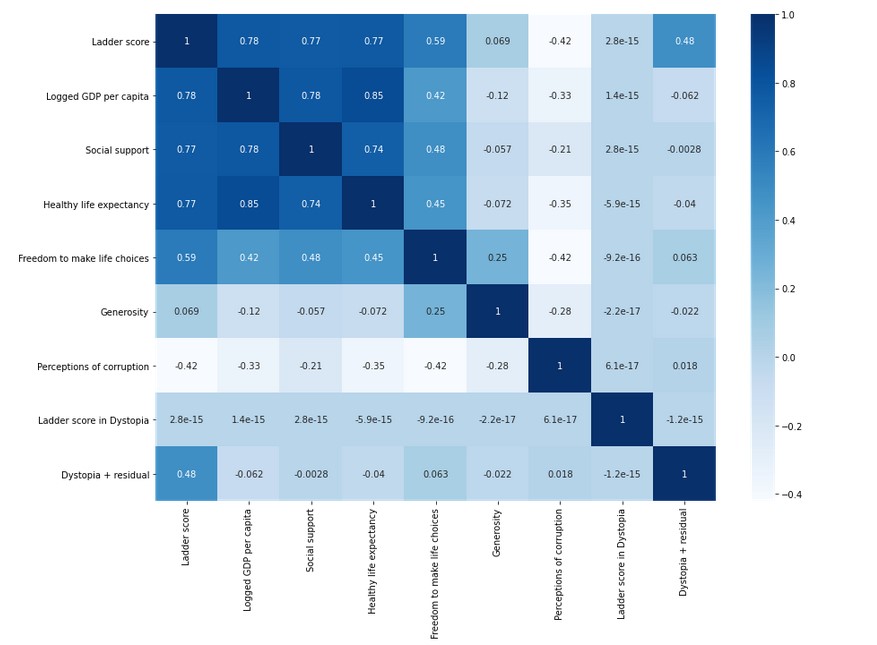 Ladder score 1 0.78 0.77 0.77 0.59 0.069 -0.42 2.8e-15 0.48
Logged GDP per capita 0.78 1 0.78 0.85 0.42 -0.12 -0.33 1.4e-15 -0.062
Social support 0.77 0.78 1 0.74 0.48 -0.057 -0.21 2.8e-15 -0.0028
Healthy life expectancy 0.77 0.85 0.74 1 0.45 -0.072 -0.35 -5.9e-15 -0.04
Freedom to make life choices 0.59 0.42 0.48 0.45 1 0.25 -0.42 -9.2e-16 0.063
Generosity 0.069 -0.12 -0.057 -0.072 0.25 1 -0.28 -2.2e-17 -0.022
Perceptions of corruption -0.42 -0.33 -0.21 -0.35 -0.42 -0.28 1 6.1e-17 0.018
Ladder score in Dystopia 2.8e-15 1.4e-15 2.8e-15 -5.9e-15 -9.2e-16 -2.2e-17 6.1e-17 1 -1.2e-15
Dystopia + residual 0.48 -0.062 -0.0028 -0.04 0.063 -0.022 0.018 -1.2e-15 1
Ladder score
Logged GDP per capita
Social support
Healthy life expectancy
Freedom to make life choices
Generosity
Perceptions of corruption
Ladder score in Dystopia
Dystopia + residual
1.0
0.8
0.6
0.4
0.2
0.0
−0.2
−0.4